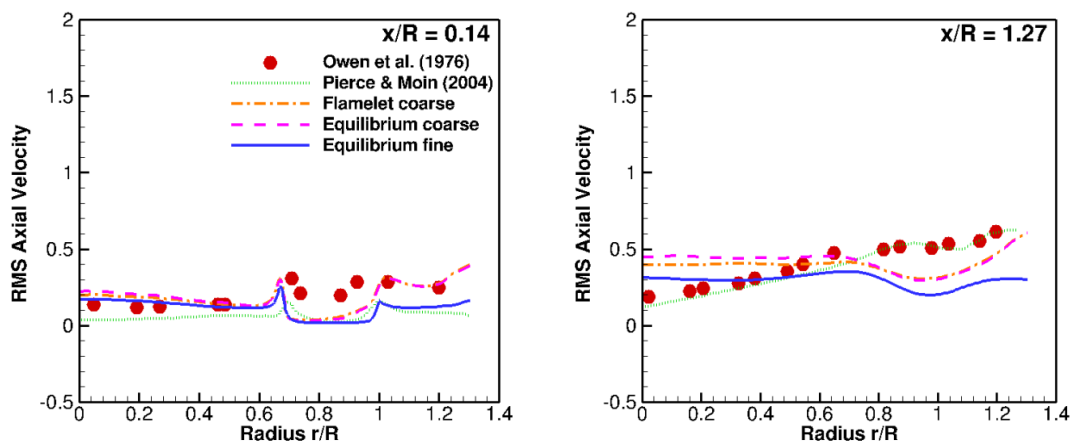 x/R = 0.14
Owen et al. (1976)
Pierce & Moin (2004)
Flamelet coarse
Equilibrium coarse
Equilibrium fine
RMS Axial Velocity
2
1.5
1
0.5
0
-0.5
0 0.2 0.4 0.6 0.8 1 1.2 1.4
Radius r/R
x/R = 1.27
RMS Axial Velocity
2
1.5
1
0.5
0
-0.5
0 0.2 0.4 0.6 0.8 1 1.2 1.4
Radius r/R